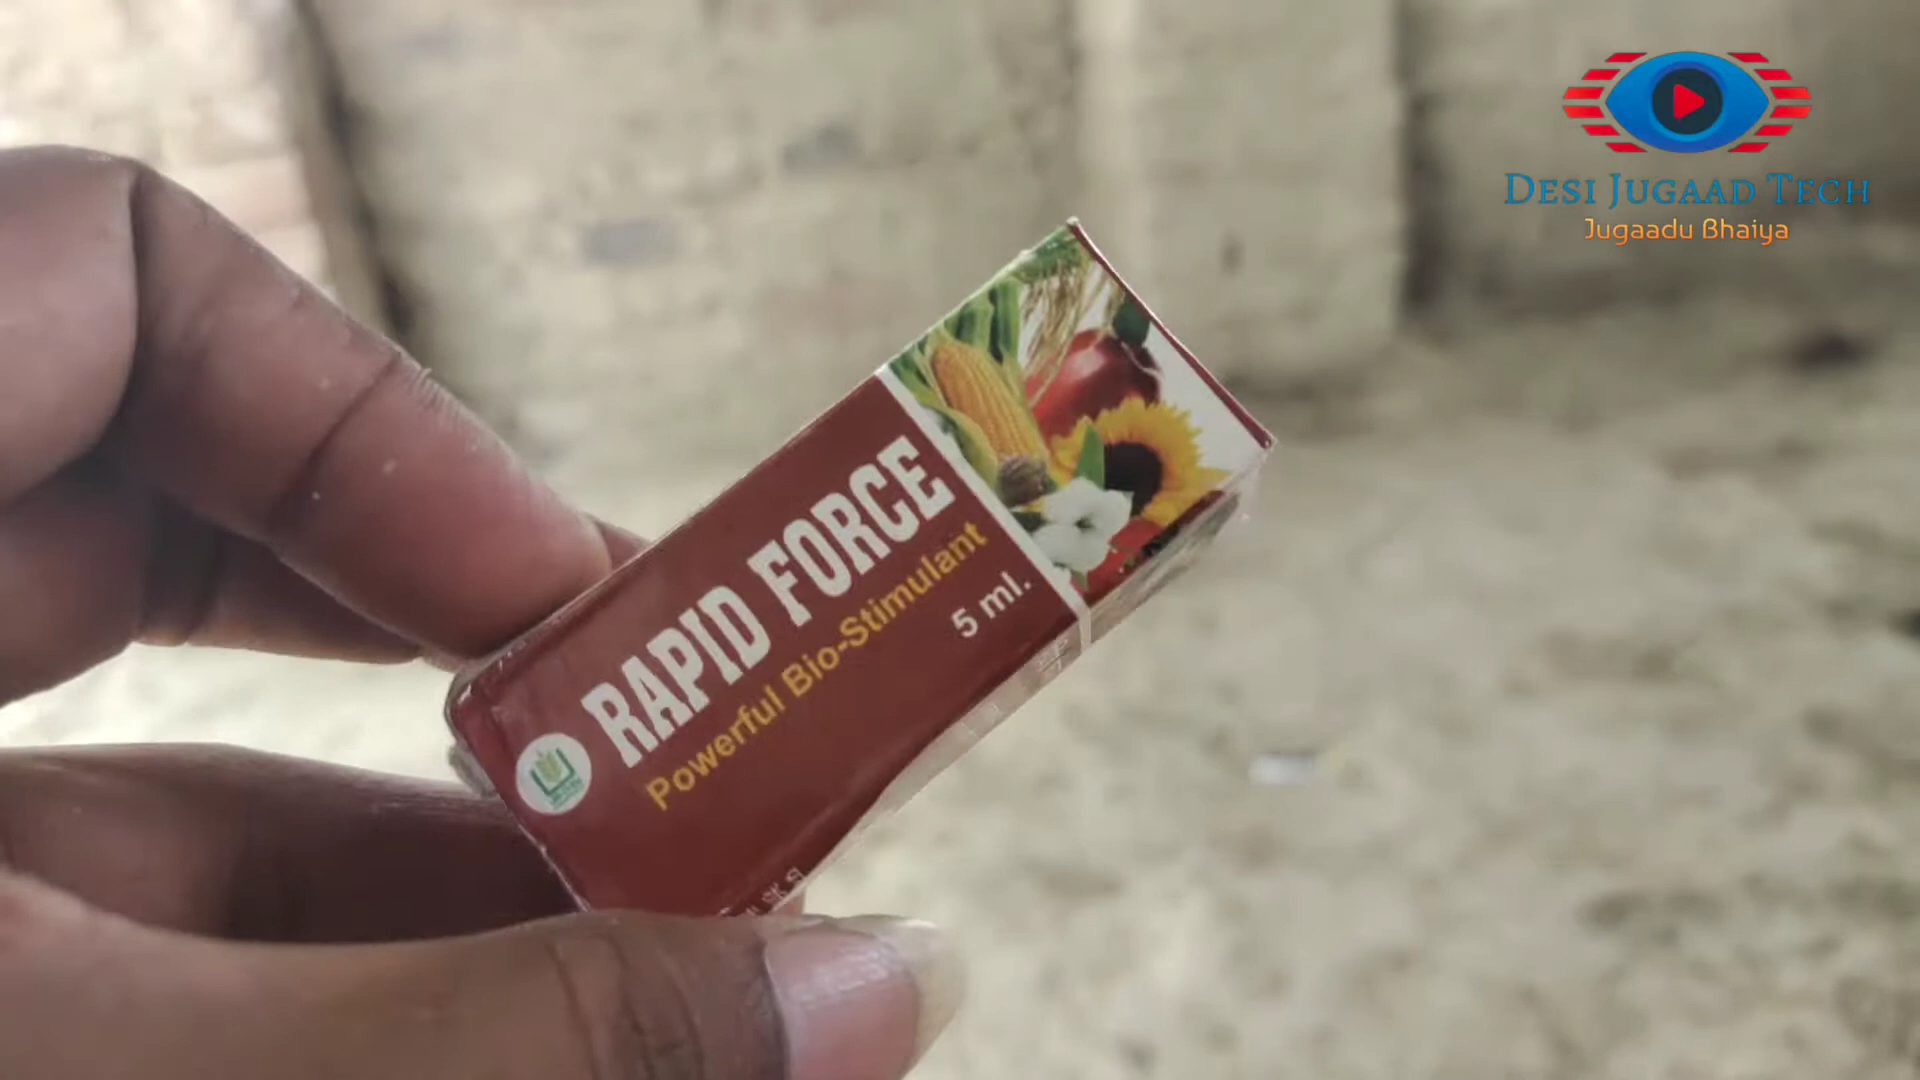 DESI JUGAAD TECH
Jugaadu Bhaiya
RAPID FORCE
Powerful Bio-Stimulant
5 ml.